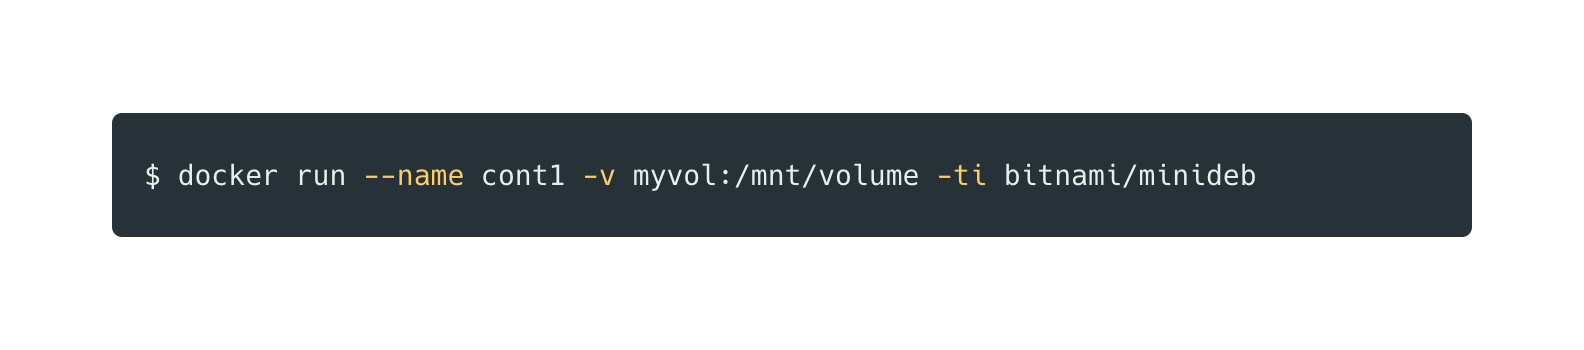 $ docker run --name cont1 -v myvol:/mnt/volume -ti bitnami/minideb